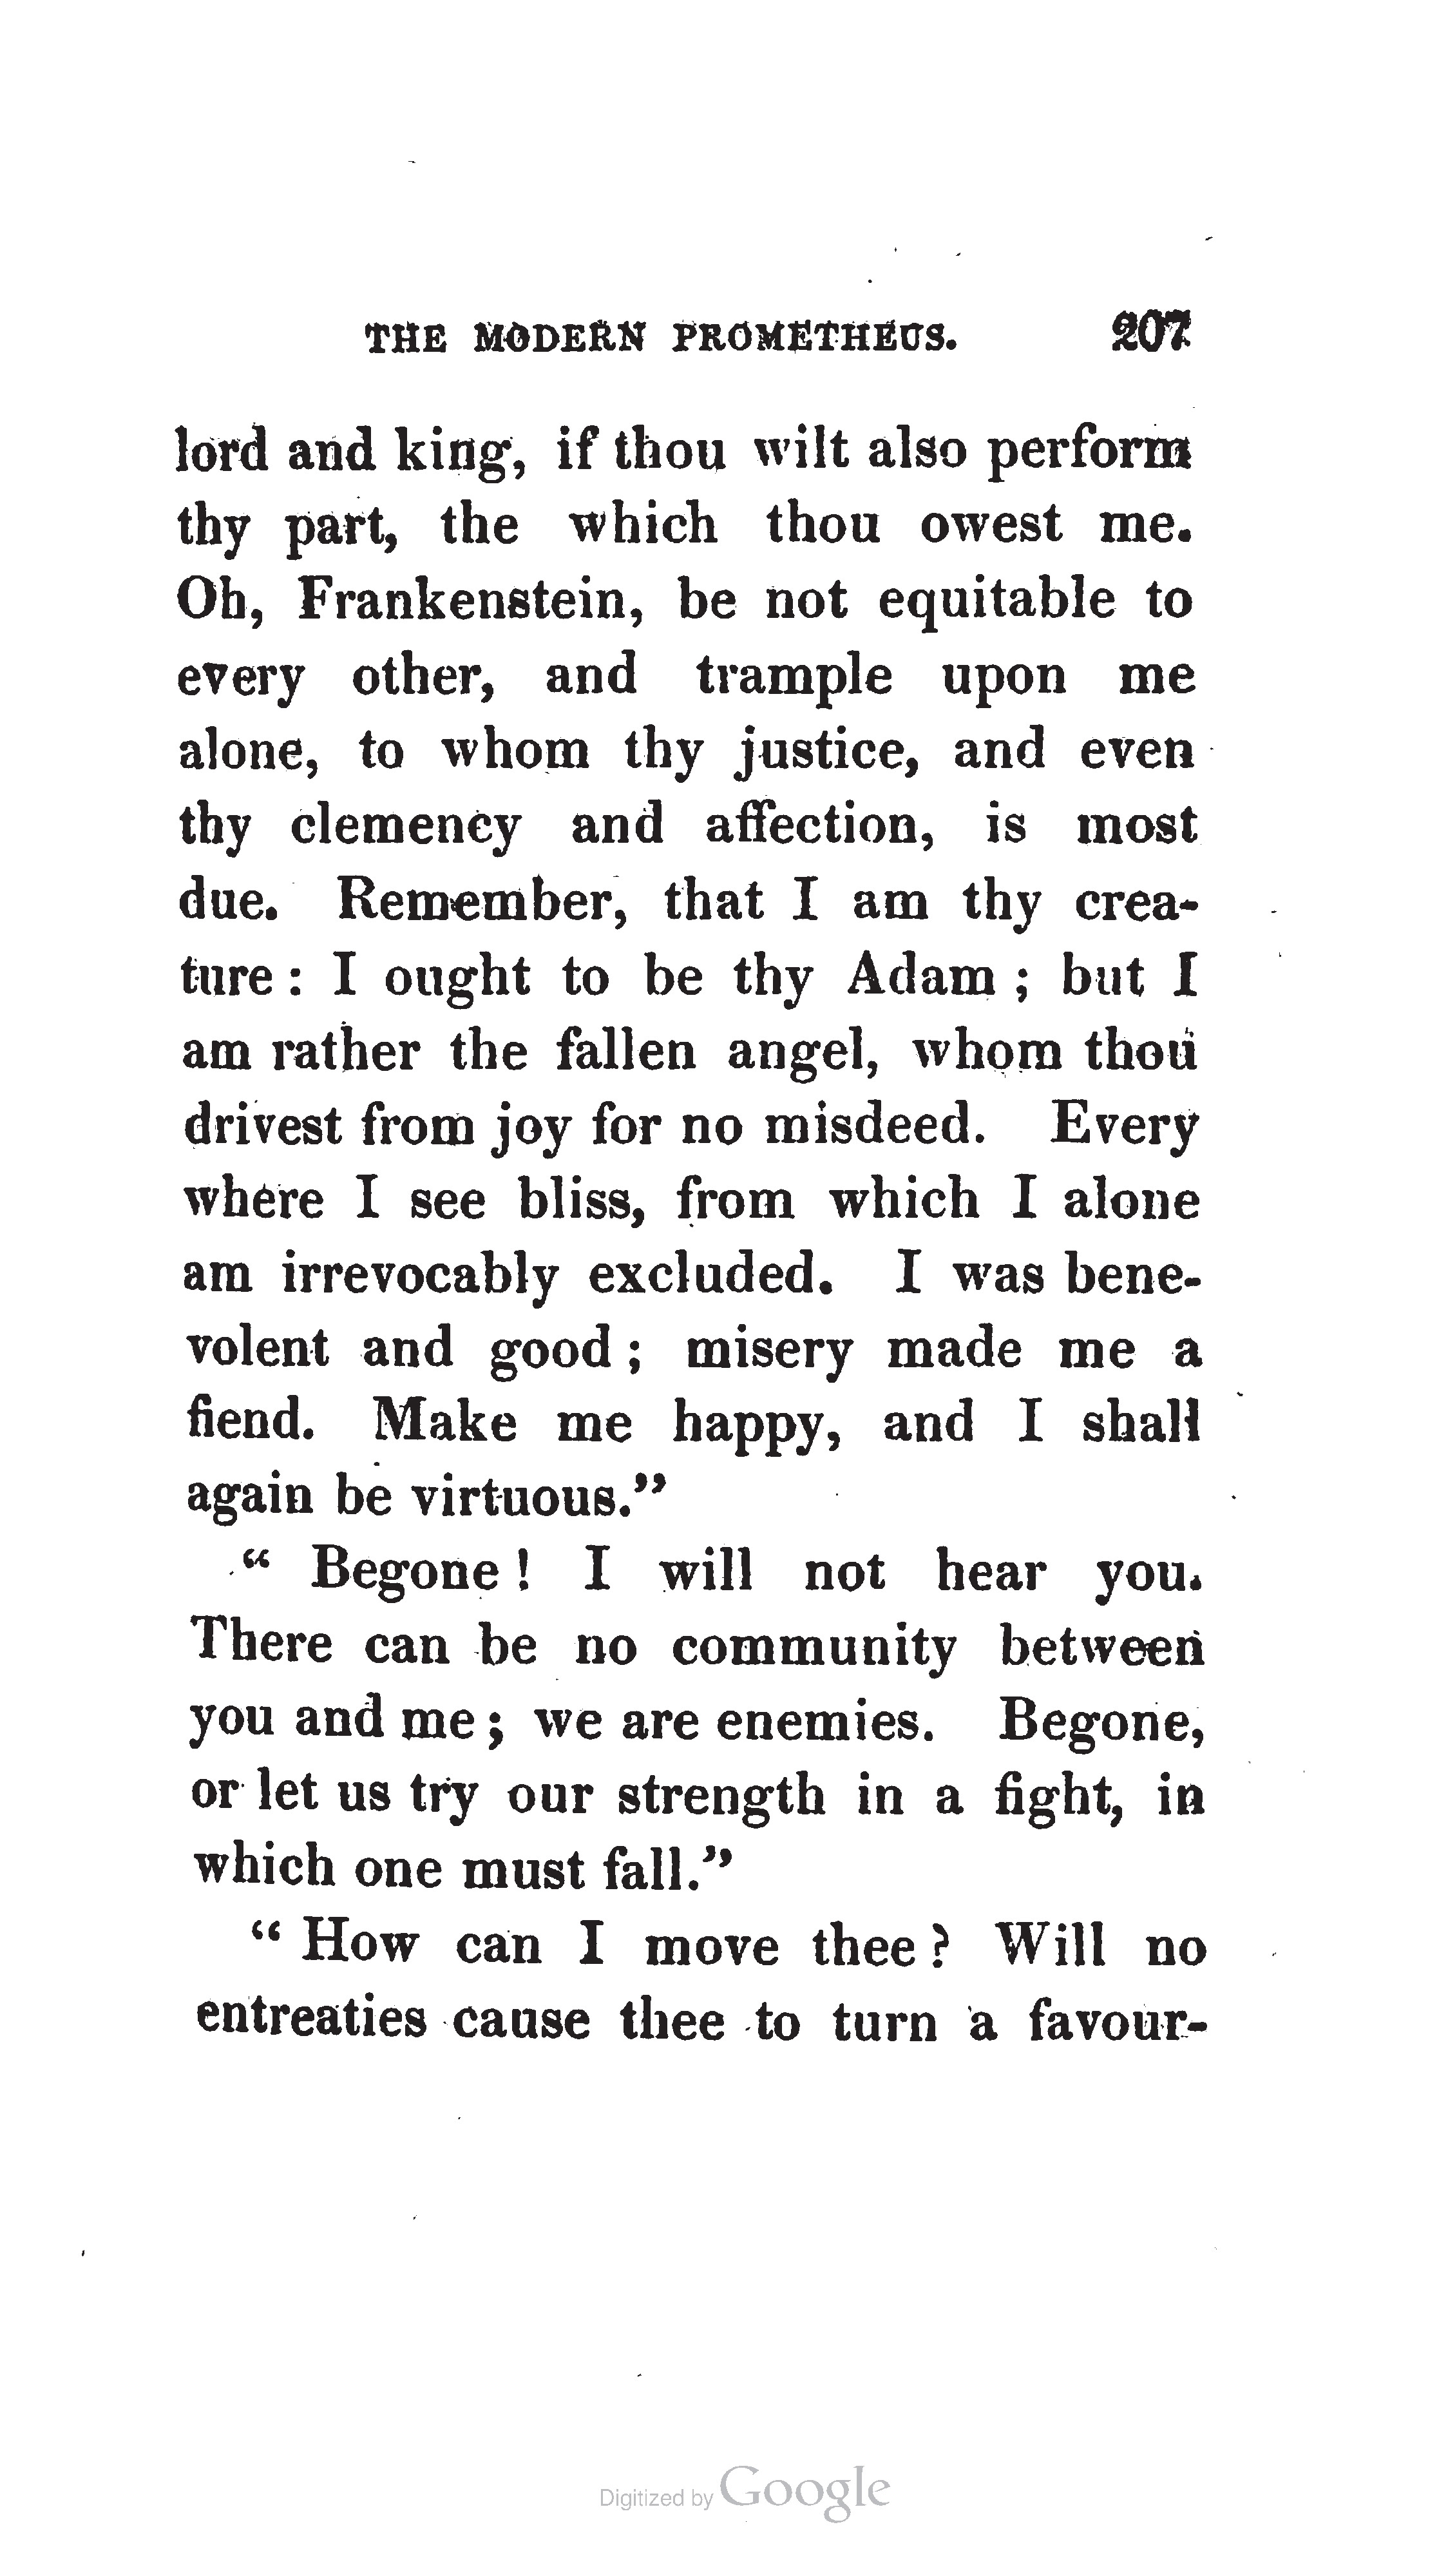 THE MODERN PROMETHEUS. 207
lord and king, if thou wilt also perform
thy part, the which thou owest me.
Oh, Frankenstein, be not equitable to
every other, and trample upon me
alone, to whom thy justice, and even
thy clemency and affection, is most
due. Remember, that I am thy crea-
ture : I ought to be thy Adam ; but I
am rather the fallen angel, whom thou
drivest from joy for no misdeed. Every
where I see bliss, from which I alone
am irrevocably excluded. I was bene-
volent and good ; misery made me a
fiend. Make me happy, and I shall
again be virtuous.”
“ Begone ! I will not hear you.
There can be no community between
you and me ; we are enemies. Begone,
or let us try our strength in a fight, in
which one must fall.”
“ How can I move thee ? Will no
entreaties cause thee to turn a favour-
Digitized by Google